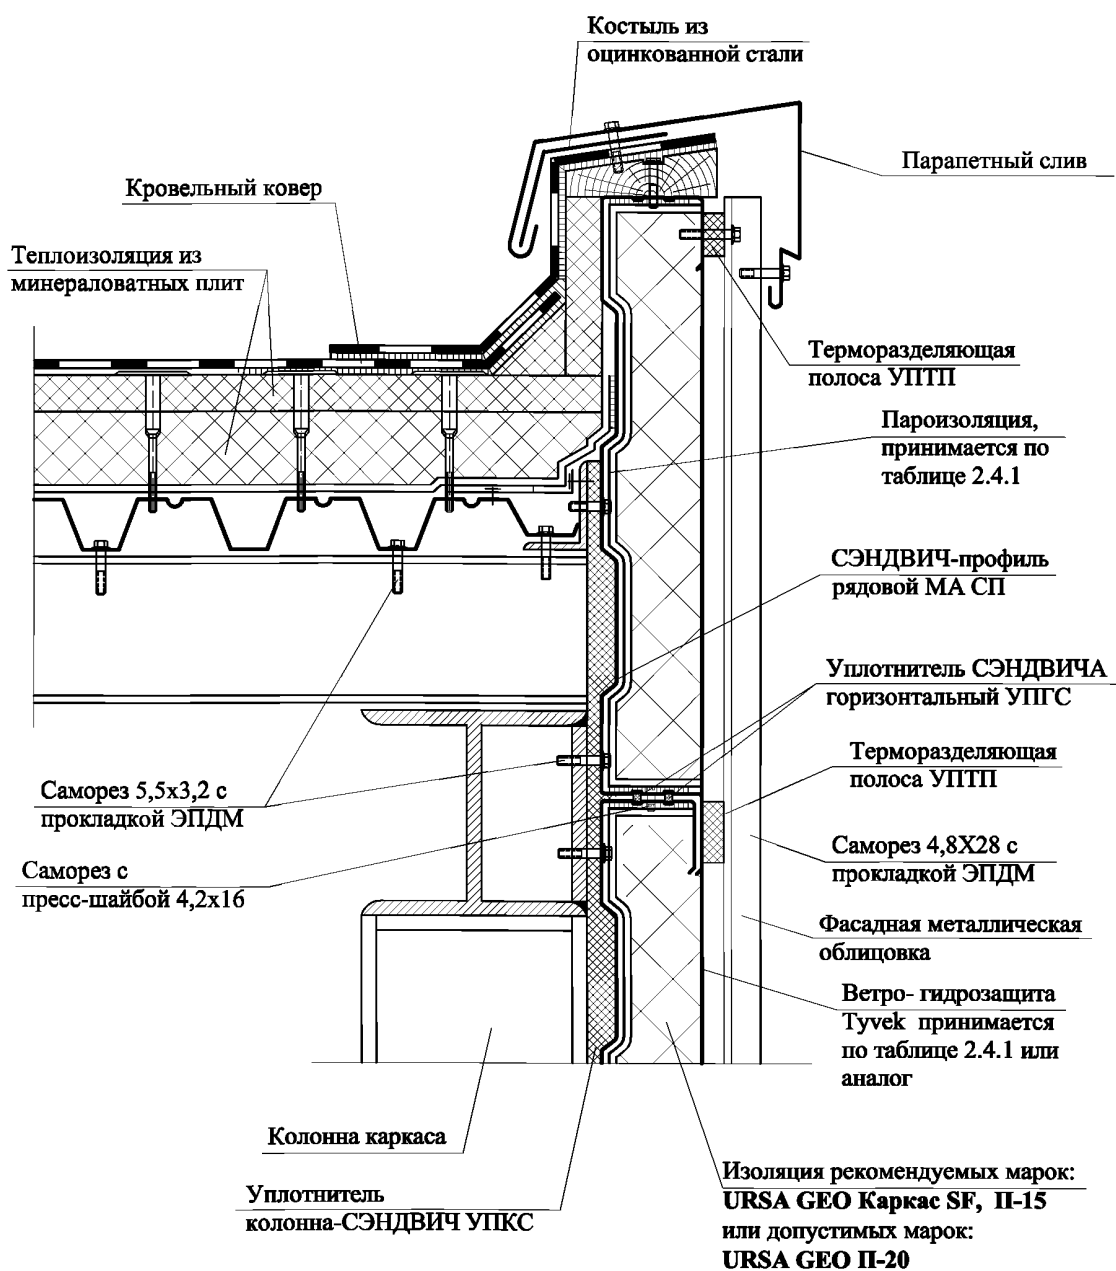 Костыль из
оцинкованной стали
Парапетный слив
Кровельный ковер
Теплоизоляция из
минераловатных плит
Терморазделяющая
полоса УПТП
Пароизоляция,
принимается по
таблице 2.4.1
СЭНДВИЧ-профиль
рядовой МА СП
Уплотнитель СЭНДВИЧА
горизонтальный УПГС
Терморазделяющая
полоса УПТП
Саморез 5,5х3,2 с
прокладкой ЭПДМ
Саморез 4,8Х28 с
прокладкой ЭПДМ
Саморез с
пресс-шайбой 4,2х16
Фасадная металлическая
облицовка
Ветро- гидрозащита
Tyvek принимается
по таблице 2.4.1 или
аналог
Колонна каркаса
Уплотнитель
колонна-СЭНДВИЧ УПКС
Изоляция рекомендуемых марок:
URSA GEO Каркас SF, П-15
или допустимых марок:
URSA GEO П-20